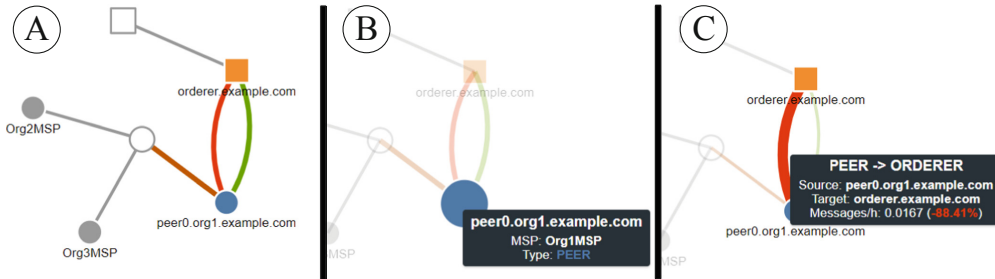 A
orderer.example.com
Org2MSP
peer0.org1.example.com
Org3MSP
B
orderer.example.com
peer0.org1.example.com
MSP: Org1MSP
Type: PEER
MSP
C
orderer.example.com
PEER -> ORDERER
Source: peer0.org1.example.com
Target: orderer.example.com
Messages/h: 0.0167 (-88.41%)
peer0.org1.example.com
MSP